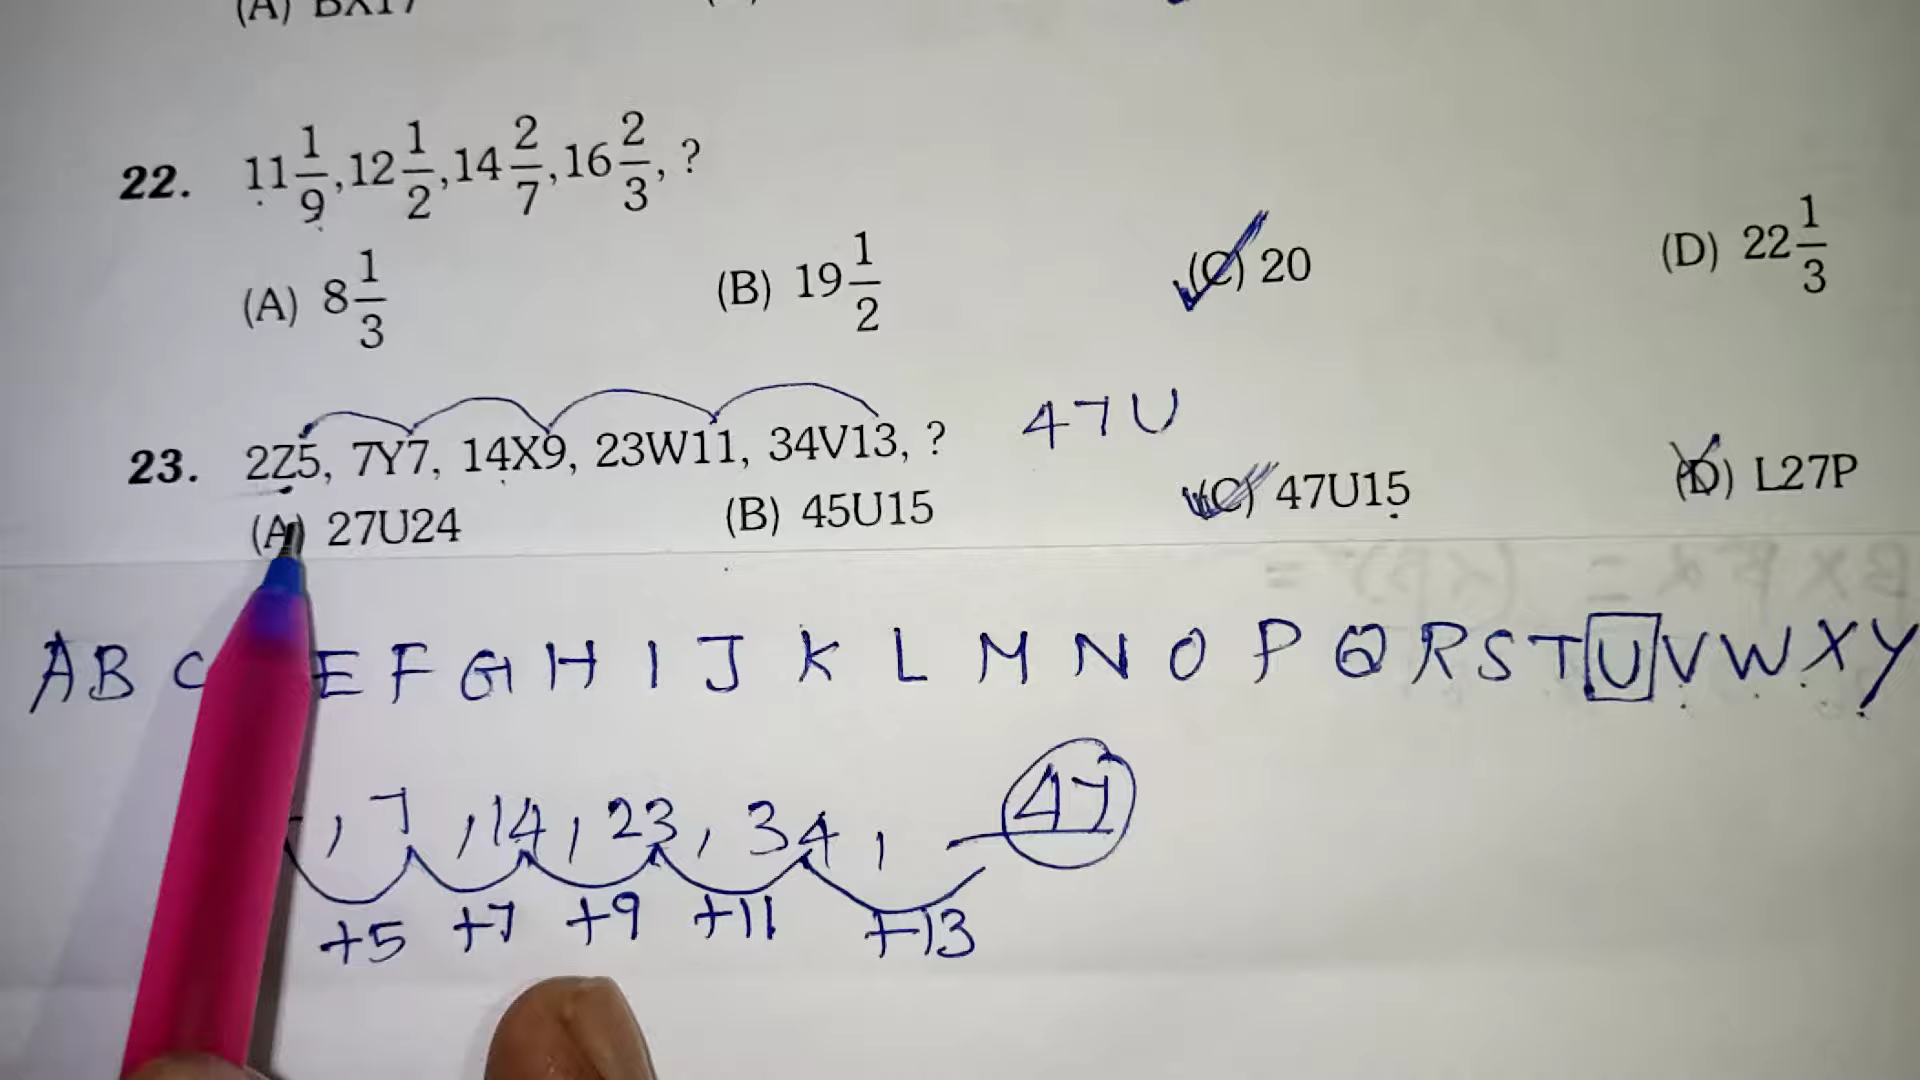 (A) BX17
22. 11 1/9, 12 1/2, 14 2/7, 16 2/3, ?
(A) 8 1/3 (B) 19 1/2 (C) 20 (D) 22 1/3
23. 2Z5, 7Y7, 14X9, 23W11, 34V13, ? 47U
(A) 27U24 (B) 45U15 (C) 47U15 (D) L27P
A B C E F G H I J K L M N O P Q R S T U V W X Y
, 7 , 14 , 23 , 34 , 47
+5 +7 +9 +11 +13